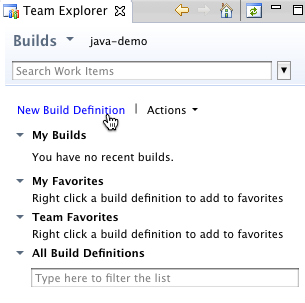 Team Explorer
Builds java-demo
Search Work Items
New Build Definition | Actions
My Builds
You have no recent builds.
My Favorites
Right click a build definition to add to favorites
Team Favorites
Right click a build definition to add to favorites
All Build Definitions
Type here to filter the list